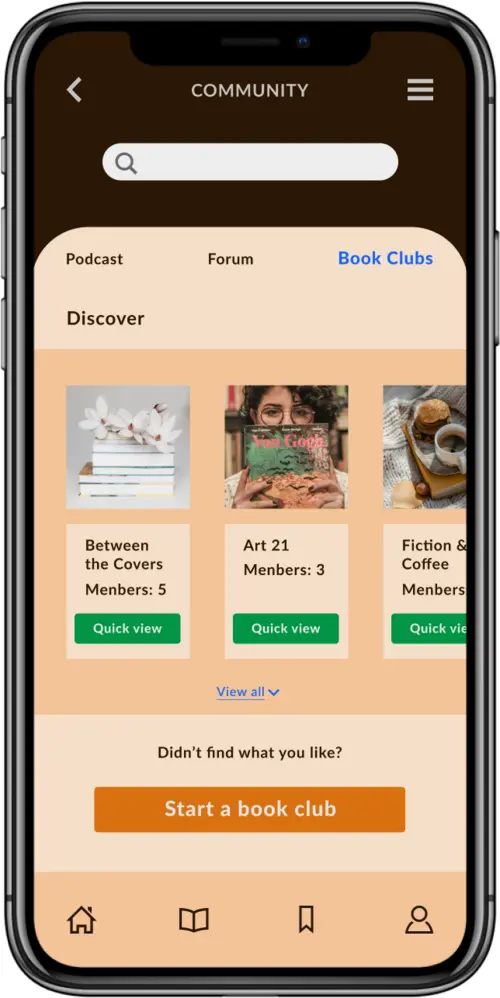 COMMUNITY
Podcast
Forum
Book Clubs
Discover
Van Gogh
Between
the Covers
Menbers: 5
Quick view
Art 21
Menbers: 3
Quick view
Fiction &
Coffee
Menbers
Quick vie
View all
Didn't find what you like?
Start a book club